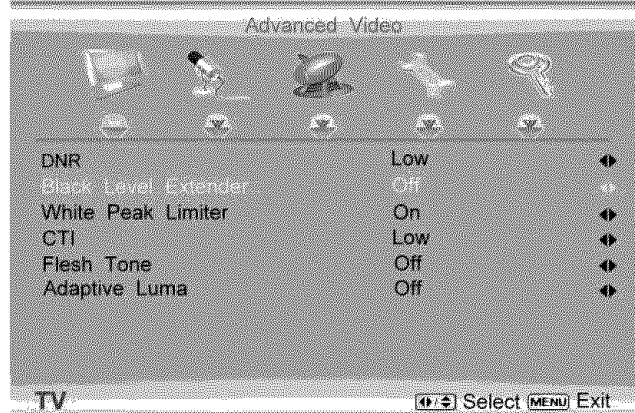 Advanced Video
DNR Low
Black Level Extender Off
White Peak Limiter On
CTI Low
Flesh Tone Off
Adaptive Luma Off
TV Select MENU Exit